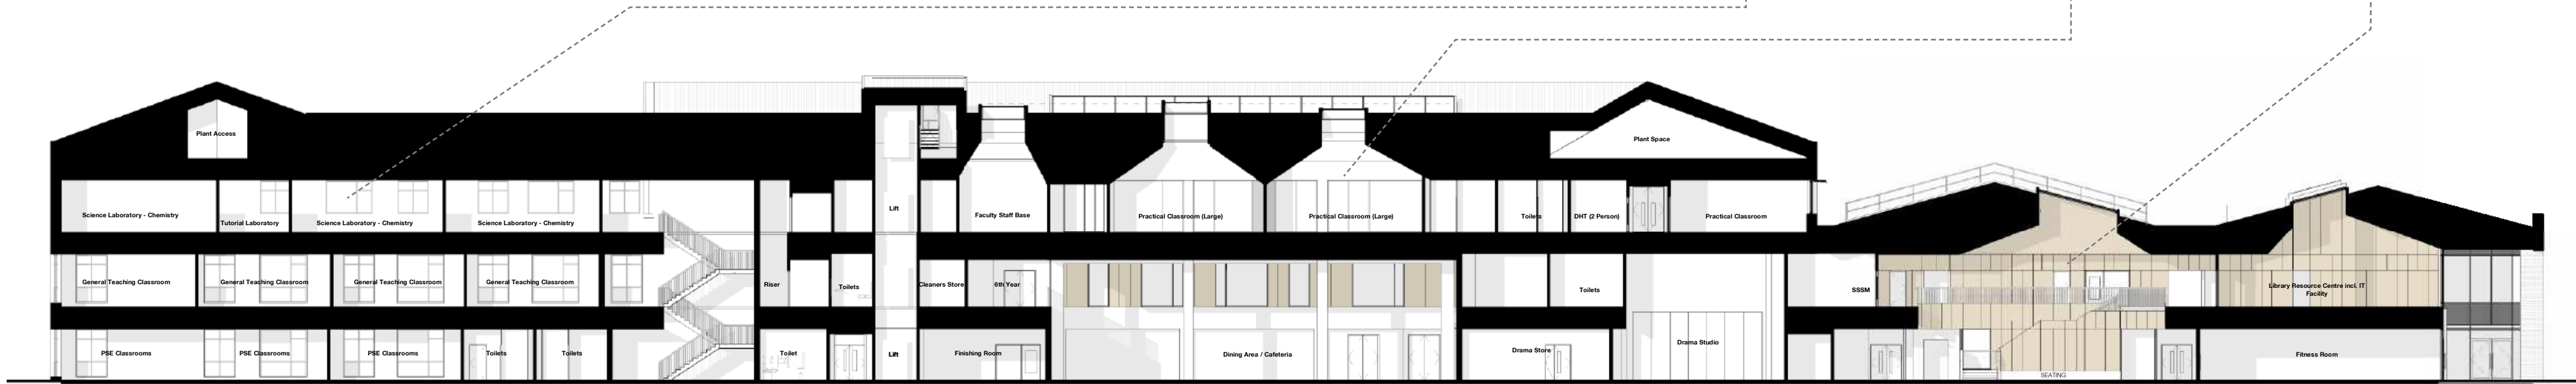 Plant Access
Plant Space
Science Laboratory - Chemistry
Tutorial Laboratory
Science Laboratory - Chemistry
Science Laboratory - Chemistry
Lift
Faculty Staff Base
Practical Classroom (Large)
Practical Classroom (Large)
Toilets
DHT (2 Person)
Practical Classroom
General Teaching Classroom
General Teaching Classroom
General Teaching Classroom
General Teaching Classroom
Riser
Toilets
Cleaners Store
6th Year
Toilets
SSSM
Library Resource Centre incl. IT
Facility
PSE Classrooms
PSE Classrooms
PSE Classrooms
Toilets
Toilets
Toilet
Lift
Finishing Room
Dining Area / Cafeteria
Drama Store
Drama Studio
SEATING
Fitness Room